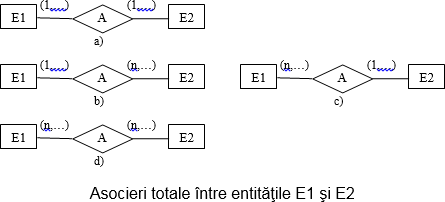 E1 (1,…) A (1,…) E2
a)
E1 (1,…) A (n,…) E2
b)
E1 (n,…) A (1,…) E2
c)
E1 (n,…) A (n,…) E2
d)
Asocieri totale între entităţile E1 şi E2